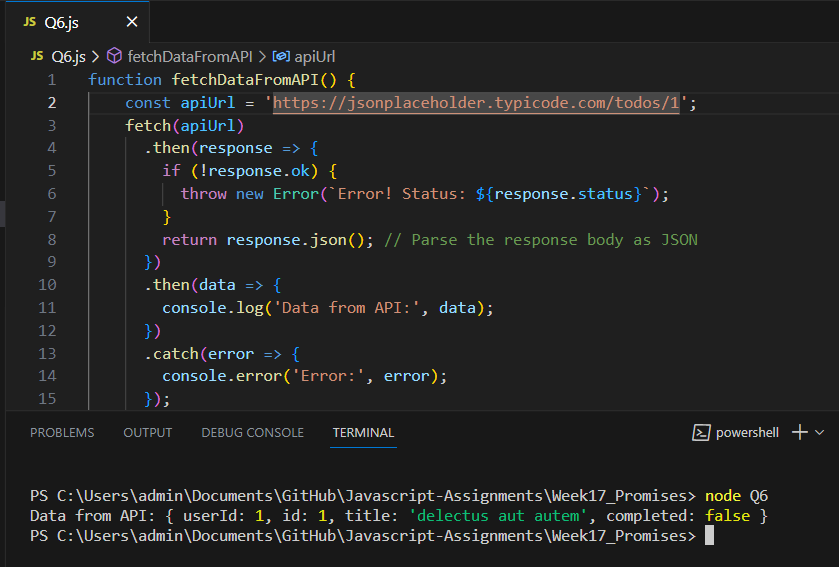 JS Q6.js ×
JS Q6.js > fetchDataFromAPI > apiUrl
1 function fetchDataFromAPI() {
2 const apiUrl = 'https://jsonplaceholder.typicode.com/todos/1';
3 fetch(apiUrl)
4 .then(response => {
5 if (!response.ok) {
6 throw new Error(`Error! Status: ${response.status}`);
7 }
8 return response.json(); // Parse the response body as JSON
9 })
10 .then(data => {
11 console.log('Data from API:', data);
12 })
13 .catch(error => {
14 console.error('Error:', error);
15 });
PROBLEMS OUTPUT DEBUG CONSOLE TERMINAL powershell
PS C:\Users\admin\Documents\GitHub\Javascript-Assignments\Week17_Promises> node Q6
Data from API: { userId: 1, id: 1, title: 'delectus aut autem', completed: false }
PS C:\Users\admin\Documents\GitHub\Javascript-Assignments\Week17_Promises>